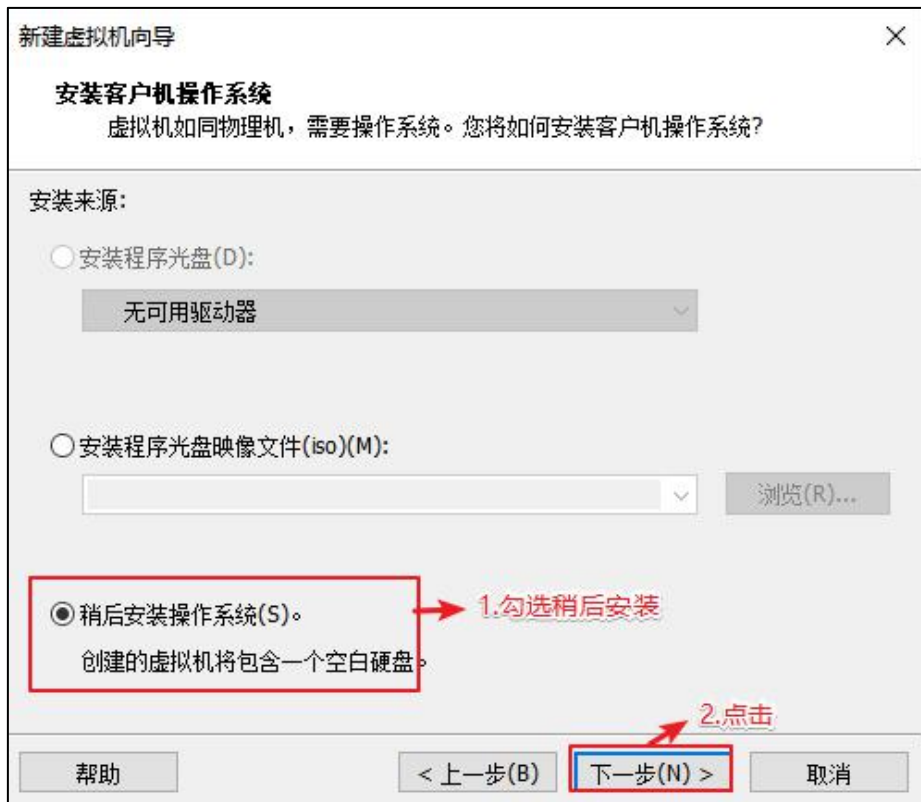 新建虚拟机向导
安装客户机操作系统
虚拟机如同物理机，需要操作系统。您将如何安装客户机操作系统?
安装来源:
安装程序光盘(D):
无可用驱动器
安装程序光盘映像文件(iso)(M):
浏览(R)...
稍后安装操作系统(S)。
1.勾选稍后安装
创建的虚拟机将包含一个空白硬盘。
2.点击
帮助
< 上一步(B)
下一步(N) >
取消